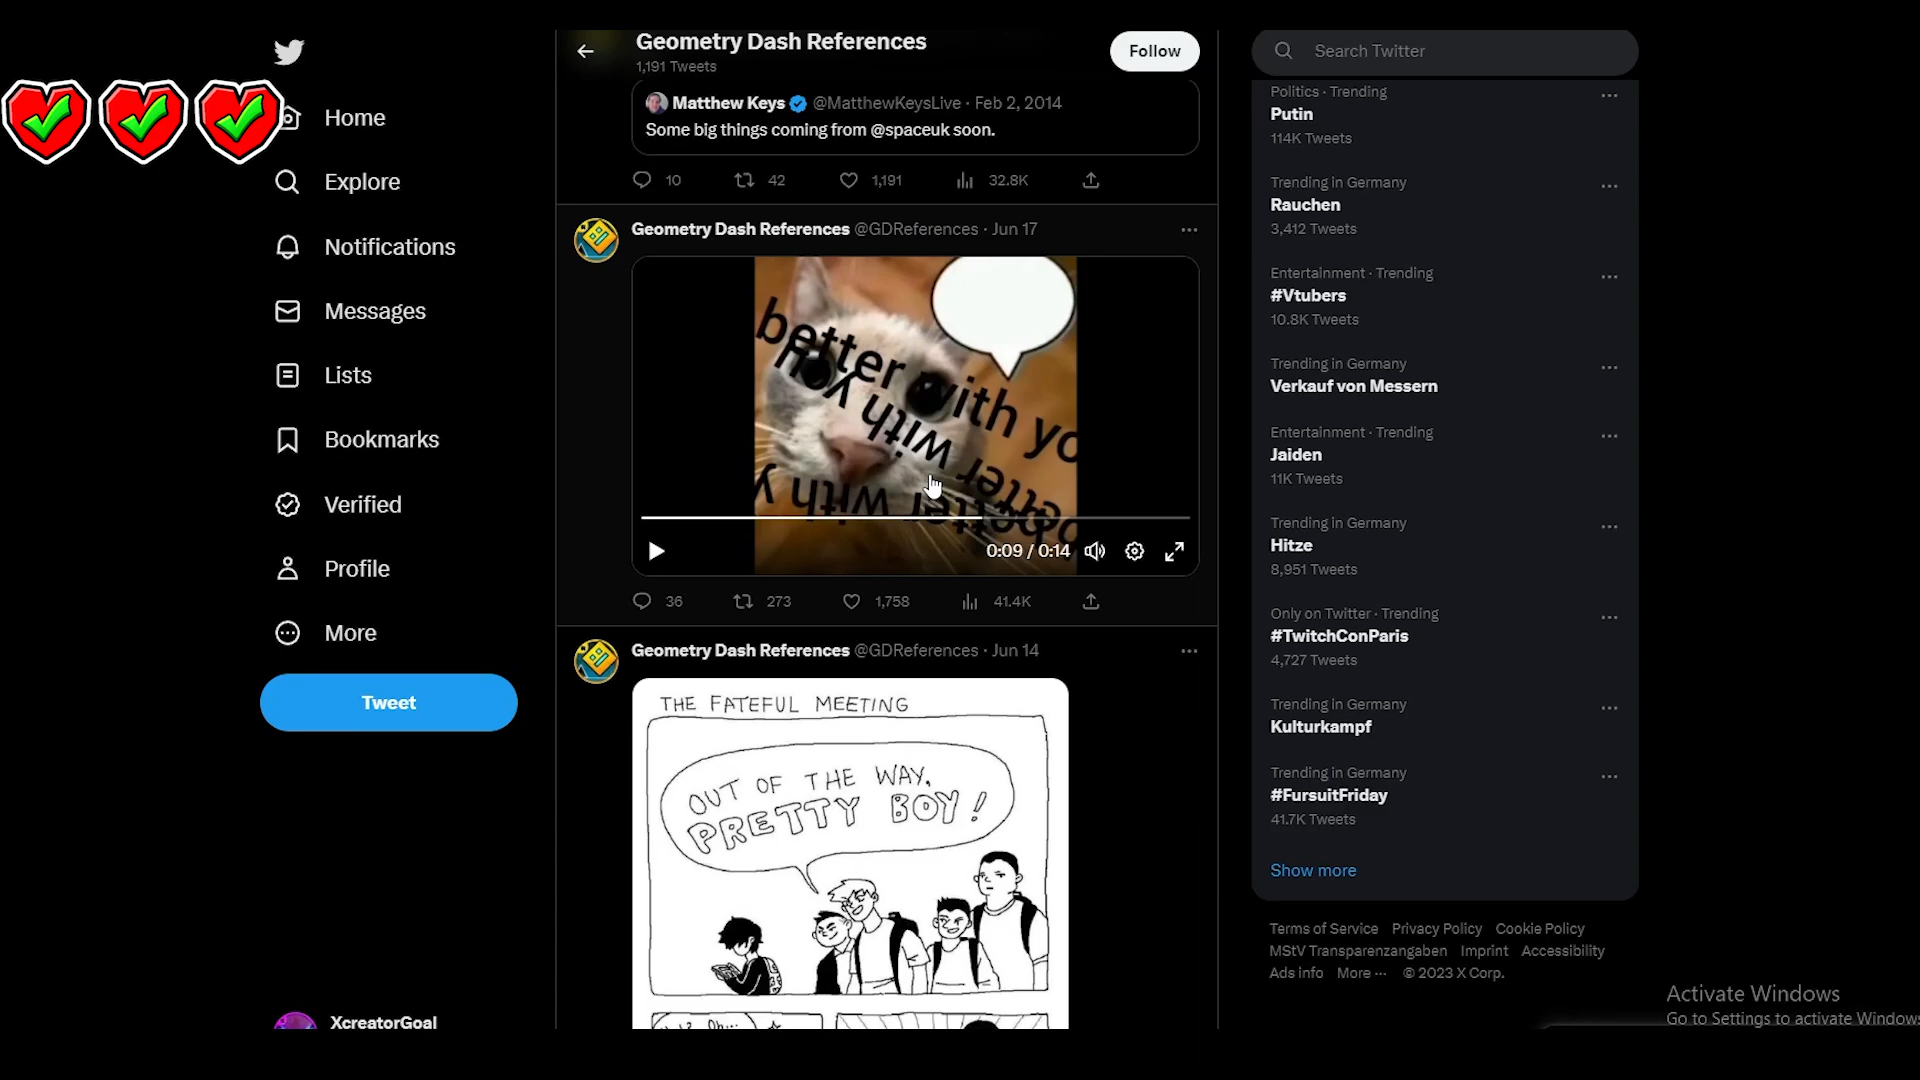 Home
Explore
Notifications
Messages
Lists
Bookmarks
Verified
Profile
More
Tweet
XcreatorGoal
Geometry Dash References
1,191 Tweets
Follow
Matthew Keys @MatthewKeysLive · Feb 2, 2014
Some big things coming from @spaceuk soon.
10 42 1,191 32.8K
Geometry Dash References @GDReferences · Jun 17
better with yo
better with you
better with y
0:09 / 0:14
36 273 1,758 41.4K
Geometry Dash References @GDReferences · Jun 14
THE FATEFUL MEETING
OUT OF THE WAY,
PRETTY BOY!
Search Twitter
Politics · Trending
Putin
114K Tweets
Trending in Germany
Rauchen
3,412 Tweets
Entertainment · Trending
#Vtubers
10.8K Tweets
Trending in Germany
Verkauf von Messern
Entertainment · Trending
Jaiden
11K Tweets
Trending in Germany
Hitze
8,951 Tweets
Only on Twitter · Trending
#TwitchConParis
4,727 Tweets
Trending in Germany
Kulturkampf
Trending in Germany
#FursuitFriday
41.7K Tweets
Show more
Terms of Service Privacy Policy Cookie Policy
MStV Transparenzangaben Imprint Accessibility
Ads info More ··· © 2023 X Corp.
Activate Windows
Go to Settings to activate Windows